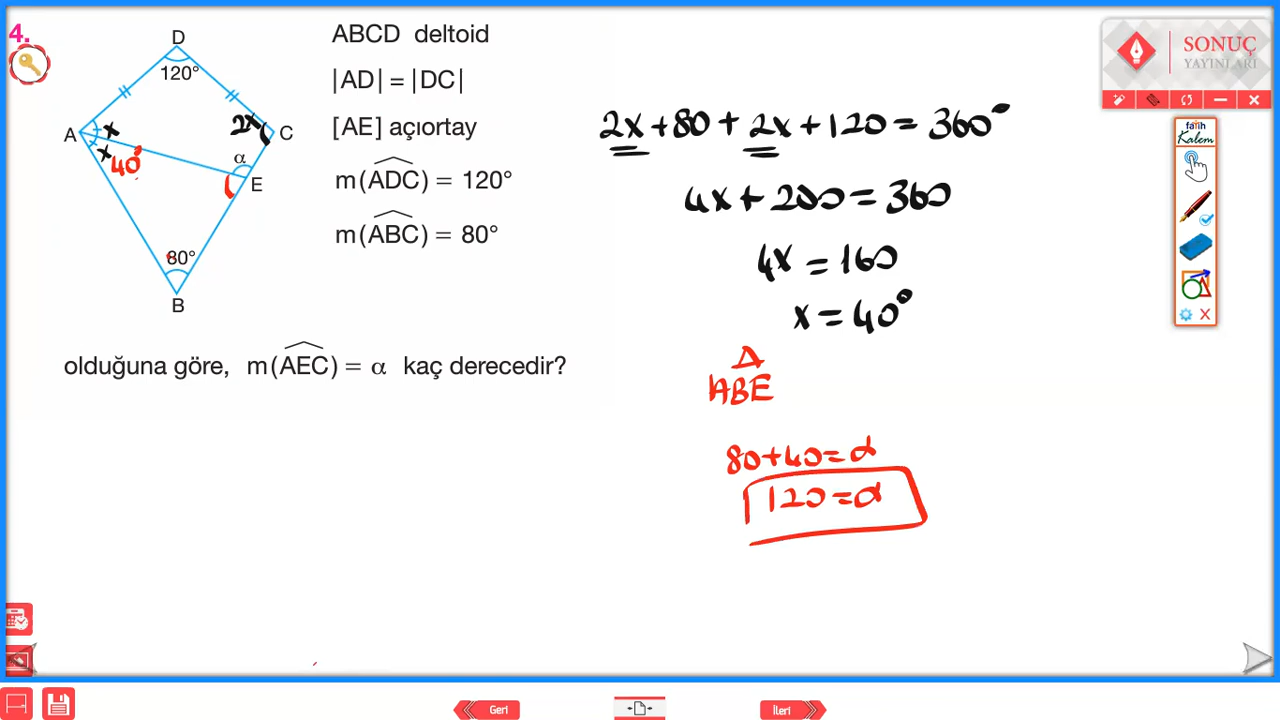 4.
D
120°
A
x
x
40°
2x
C
α
E
80°
B
ABCD deltoid
|AD| = |DC|
[AE] açıortay
m(ADC) = 120°
m(ABC) = 80°
olduğuna göre, m(AEC) = α kaç derecedir?
2x + 80 + 2x + 120 = 360°
4x + 200 = 360
4x = 160
x = 40°
Δ
ABE
80 + 40 = α
120 = α
SONUÇ
YAYINLARI
fatih
Kalem
Geri
İleri